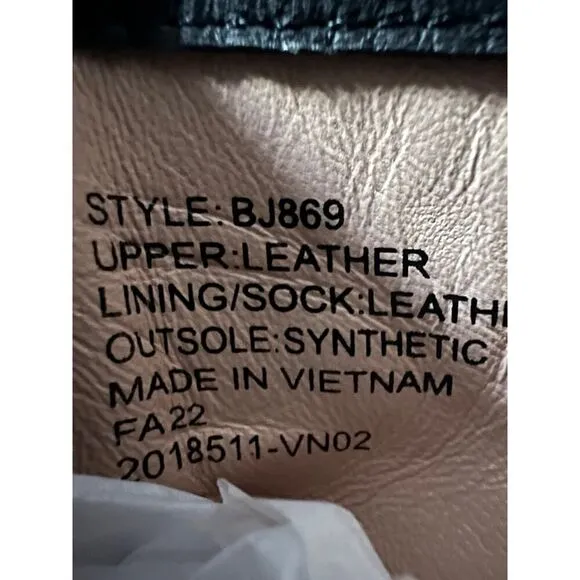 STYLE: BJ869
UPPER:LEATHER
LINING/SOCK:LEATH
OUTSOLE:SYNTHETIC
MADE IN VIETNAM
FA22
2018511-VN02